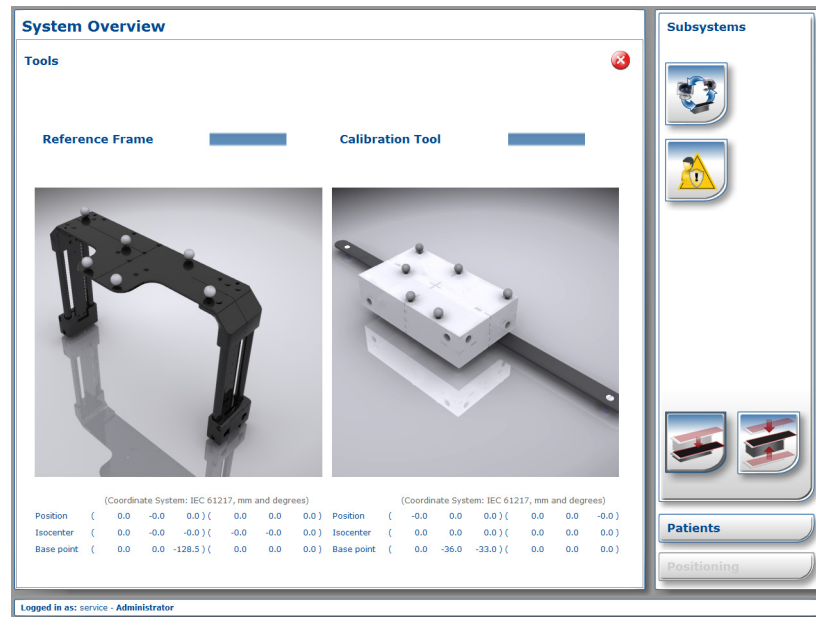 System Overview
Subsystems
Tools
Reference Frame
Calibration Tool
(Coordinate System: IEC 61217, mm and degrees)
Position ( 0.0 -0.0 0.0 ) ( 0.0 0.0 0.0 )
Isocenter ( 0.0 -0.0 -0.0 ) ( -0.0 -0.0 0.0 )
Base point ( 0.0 0.0 -128.5 ) ( 0.0 0.0 0.0 )
(Coordinate System: IEC 61217, mm and degrees)
Position ( -0.0 0.0 0.0 ) ( 0.0 0.0 -0.0 )
Isocenter ( 0.0 0.0 0.0 ) ( 0.0 0.0 0.0 )
Base point ( 0.0 -36.0 -33.0 ) ( 0.0 0.0 0.0 )
Patients
Positioning
Logged in as: service - Administrator